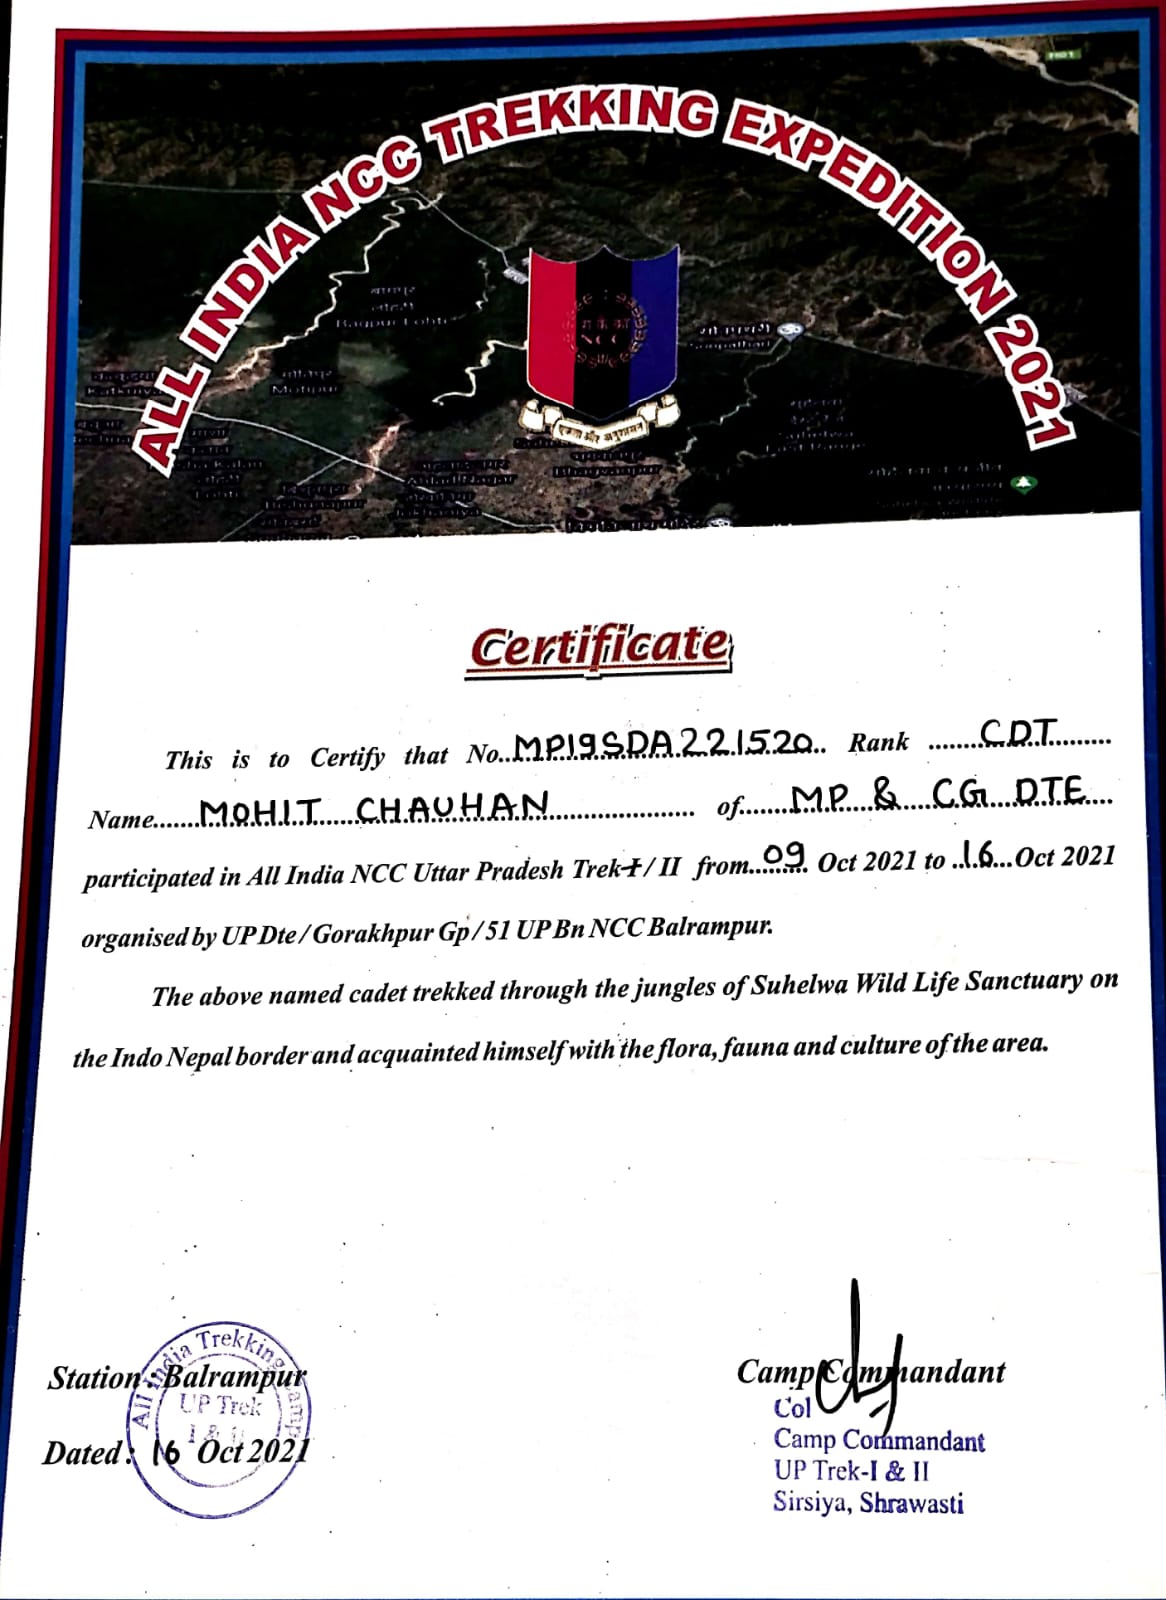 ALL INDIA NCC TREKKING EXPEDITION 2021
Motipur
Bhagwanpur
एकता और अनुशासन
Certificate
This is to Certify that No..MP19SDA221520.. Rank ........CDT..........
Name.......MOHIT CHAUHAN.................... of.......MP & CG DTE....
participated in All India NCC Uttar Pradesh Trek-I / II from..09.. Oct 2021 to ..16...Oct 2021
organised by UP Dte / Gorakhpur Gp / 51 UP Bn NCC Balrampur.
The above named cadet trekked through the jungles of Suhelwa Wild Life Sanctuary on
the Indo Nepal border and acquainted himself with the flora, fauna and culture of the area.
Station : Balrampur
Dated : 16 Oct 2021
All India Trekking Camp
UP Trek
I & II
Camp Commandant
Col
Camp Commandant
UP Trek-I & II
Sirsiya, Shrawasti